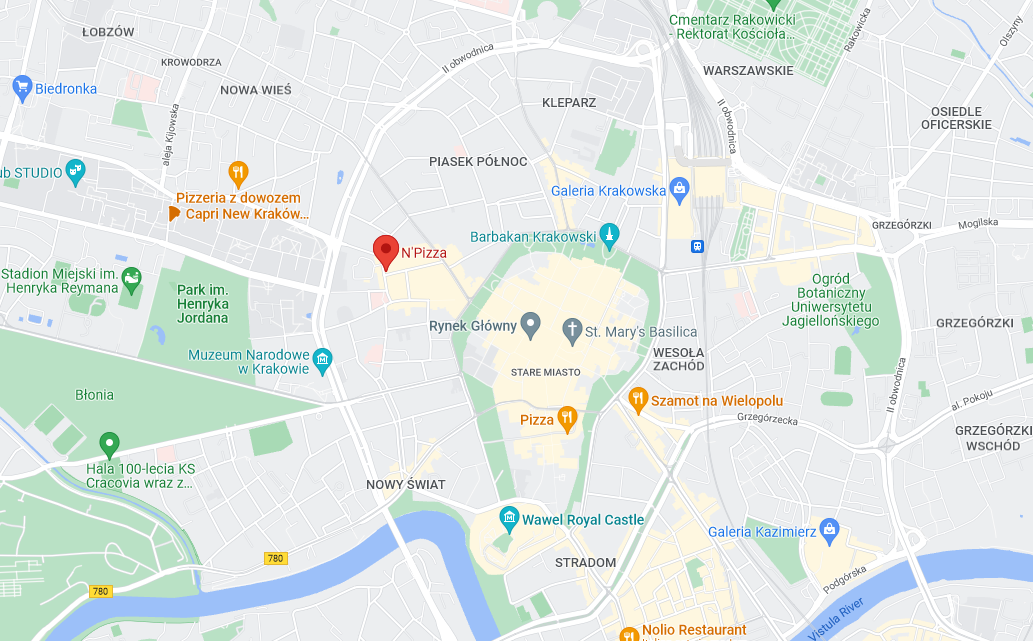 Cmentarz Rakowicki
- Rektorat Kościoła...
Olszyny
ŁOBZÓW
Rakowicka
II obwodnica
KROWODRZA
WARSZAWSKIE
NOWA WIEŚ
Biedronka
KLEPARZ
II obwodnica
OSIEDLE
OFICERSKIE
aleja Kijowska
PIASEK PÓŁNOC
ub STUDIO
Galeria Krakowska
Pizzeria z dowozem
Capri New Kraków...
GRZEGÓRZKI
Mogilska
Barbakan Krakowski
N'Pizza
Stadion Miejski im.
Henryka Reymana
Park im.
Henryka
Jordana
Ogród
Botaniczny
Uniwersytetu
Jagiellońskiego
Rynek Główny
St. Mary's Basilica
GRZEGÓRZKI
Muzeum Narodowe
w Krakowie
WESOŁA
ZACHÓD
STARE MIASTO
II obwodnica
Błonia
Szamot na Wielopolu
al. Pokoju
Pizza
Grzegórzecka
GRZEGÓRZKI
WSCHÓD
Hala 100-lecia KS
Cracovia wraz z...
NOWY ŚWIAT
Wawel Royal Castle
Galeria Kazimierz
780
STRADOM
Podgórska
780
Vistula River
Nolio Restaurant